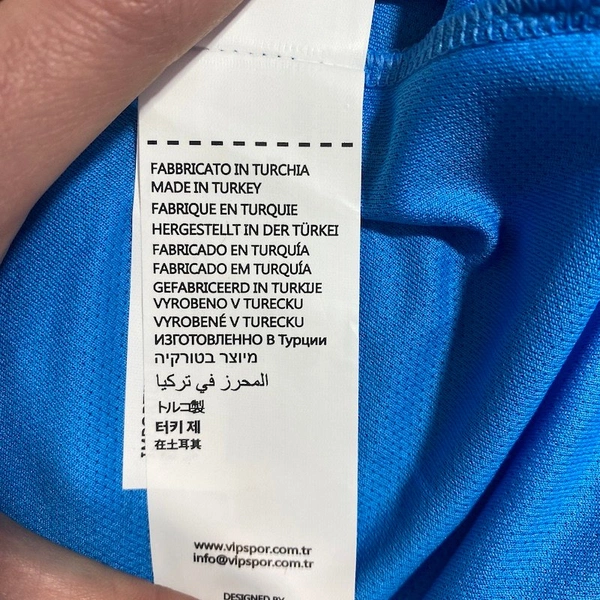 FABBRICATO IN TURCHIA
MADE IN TURKEY
FABRIQUE EN TURQUIE
HERGESTELLT IN DER TÜRKEI
FABRICADO EN TURQUÍA
FABRICADO EM TURQUÍA
GEFABRICEERD IN TURKIJE
VYROBENO V TURECKU
VYROBENÉ V TURECKU
ИЗГОТОВЛЕННО В Турции
מיוצר בטורקיה
المحرز في تركيا
トルコ製
터키 제
在土耳其
www.vipspor.com.tr
info@vipspor.com.tr
DESIGNED BY